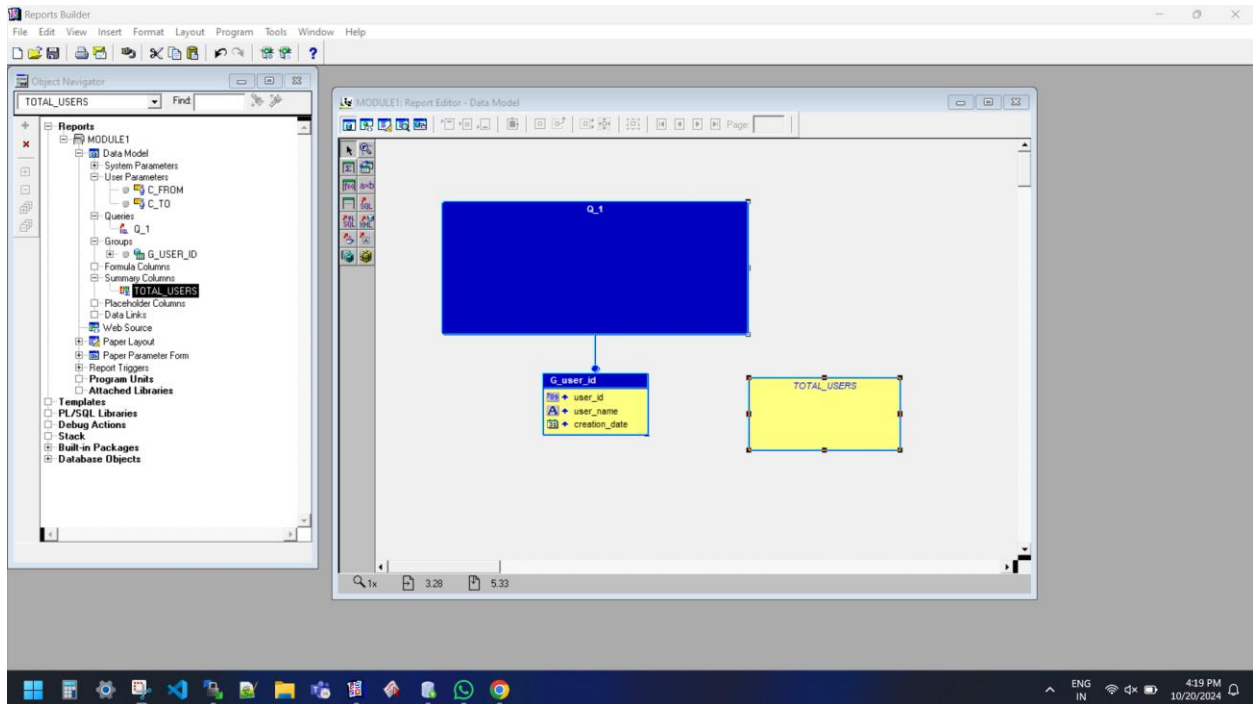 Reports Builder
File Edit View Insert Format Layout Program Tools Window Help
Object Navigator
TOTAL_USERS Find:
Reports
MODULE1
Data Model
System Parameters
User Parameters
C_FROM
C_TO
Queries
Q_1
Groups
G_USER_ID
Formula Columns
Summary Columns
TOTAL_USERS
Placeholder Columns
Data Links
Web Source
Paper Layout
Paper Parameter Form
Report Triggers
Program Units
Attached Libraries
Templates
PL/SQL Libraries
Debug Actions
Stack
Built-in Packages
Database Objects
MODULE1: Report Editor - Data Model
Page:
Q_1
G_user_id
user_id
user_name
creation_date
TOTAL_USERS
1x 3.28 5.33
ENG
IN
4:19 PM
10/20/2024